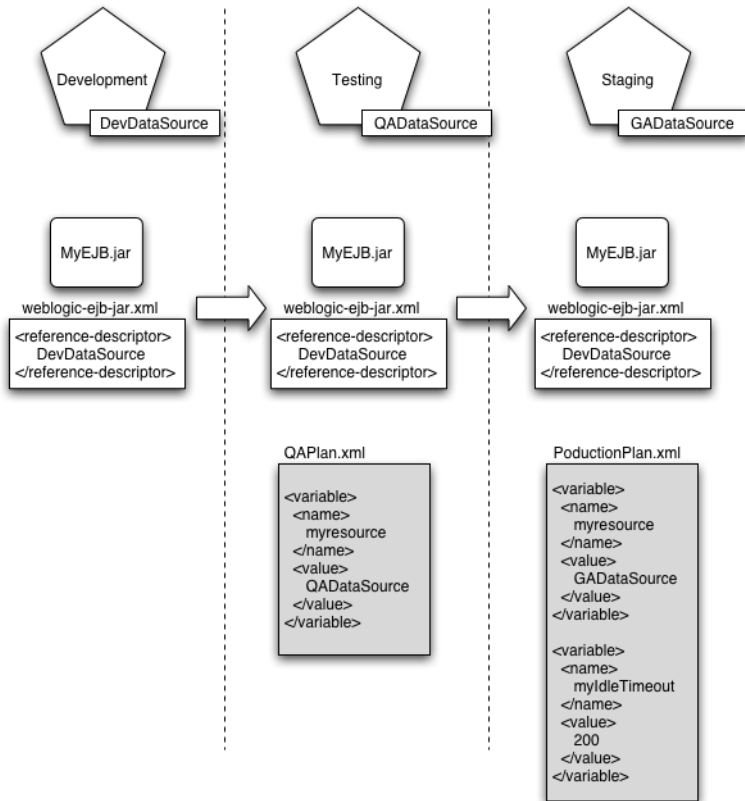 Development
DevDataSource
Testing
QADataSource
Staging
GADataSource
MyEJB.jar
weblogic-ejb-jar.xml
<reference-descriptor>
DevDataSource
</reference-descriptor>
MyEJB.jar
weblogic-ejb-jar.xml
<reference-descriptor>
DevDataSource
</reference-descriptor>
MyEJB.jar
weblogic-ejb-jar.xml
<reference-descriptor>
DevDataSource
</reference-descriptor>
QAPlan.xml
<variable>
<name>
myresource
</name>
<value>
QADataSource
</value>
</variable>
PoductionPlan.xml
<variable>
<name>
myresource
</name>
<value>
GADataSource
</value>
</variable>
<variable>
<name>
myIdleTimeout
</name>
<value>
200
</value>
</variable>